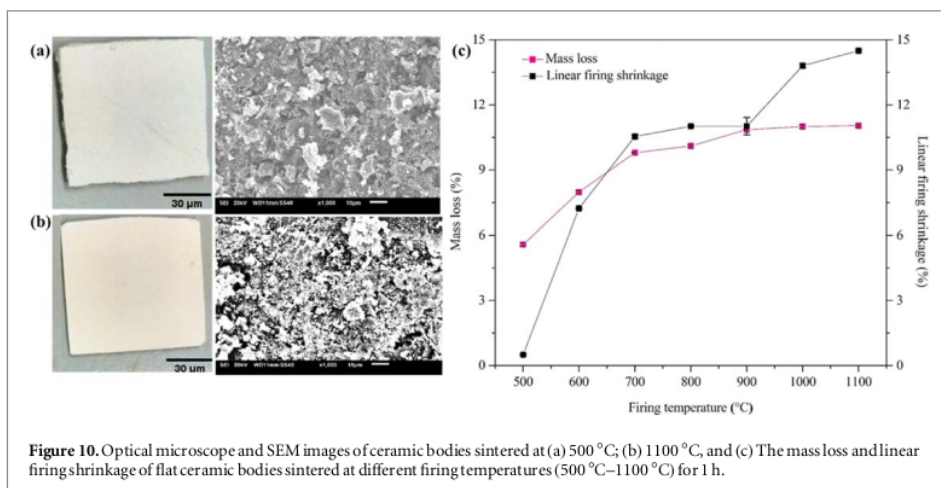 (a)
30 µm
SEI 20kV WD11mm SS40 x1,000 10µm
(b)
30 µm
SEI 20kV WD11mm SS40 x1,000 10µm
(c)
15
12
9
6
3
0
Mass loss (%)
Mass loss
Linear firing shrinkage
15
12
9
6
3
0
Linear firing shrinkage (%)
500 600 700 800 900 1000 1100
Firing temperature (°C)
Figure 10. Optical microscope and SEM images of ceramic bodies sintered at (a) 500 °C; (b) 1100 °C, and (c) The mass loss and linear
firing shrinkage of flat ceramic bodies sintered at different firing temperatures (500 °C–1100 °C) for 1 h.